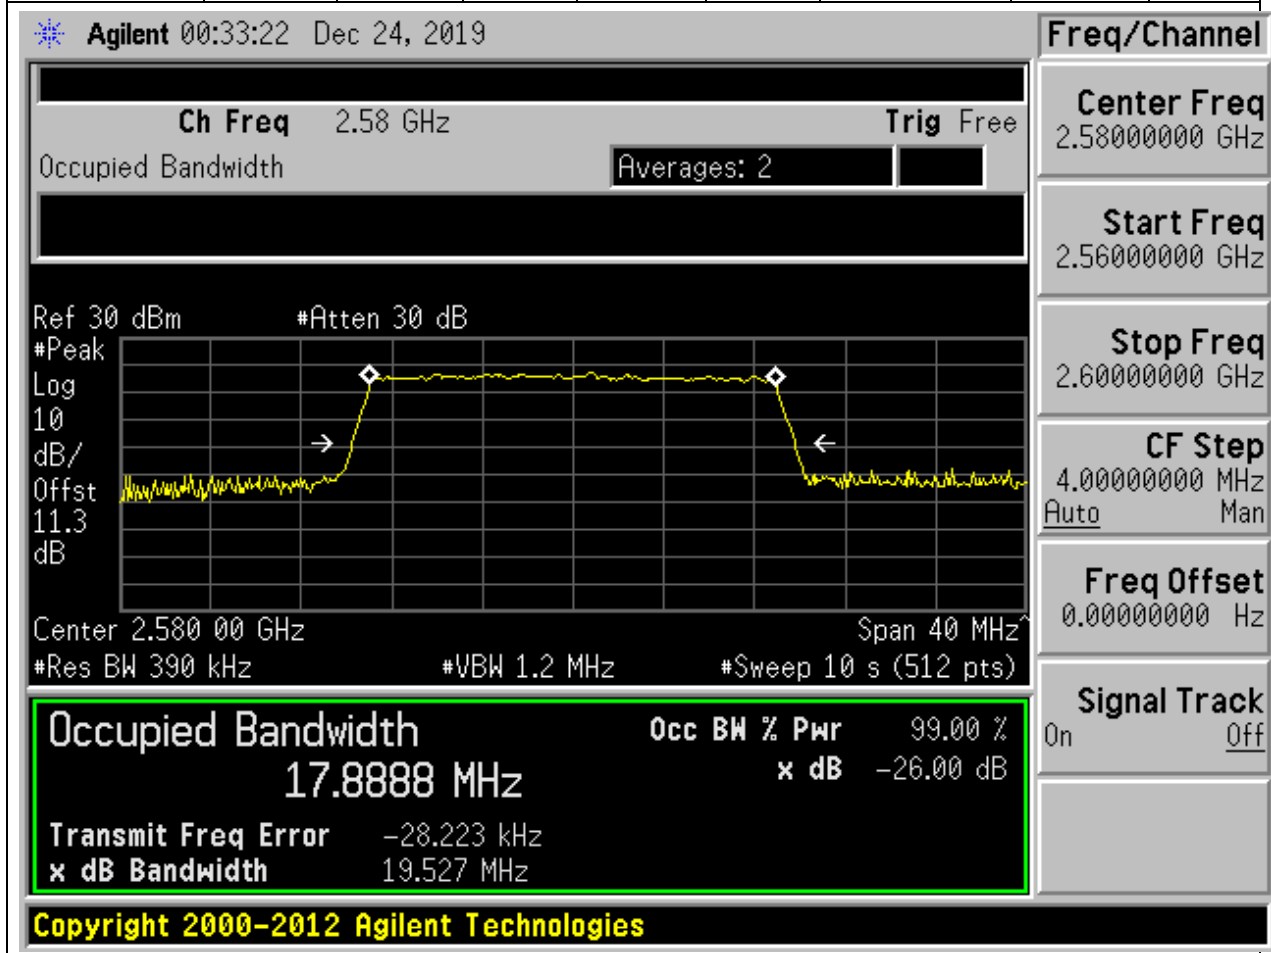 Agilent 00:33:22 Dec 24, 2019
Freq/Channel
Ch Freq 2.58 GHz Trig Free
Occupied Bandwidth Averages: 2
Center Freq
2.58000000 GHz
Start Freq
2.56000000 GHz
Stop Freq
2.60000000 GHz
CF Step
4.00000000 MHz
Auto Man
Freq Offset
0.00000000 Hz
Signal Track
On Off
Ref 30 dBm #Atten 30 dB
#Peak
Log
10
dB/
Offst
11.3
dB
Center 2.580 00 GHz Span 40 MHz^
#Res BW 390 kHz #VBW 1.2 MHz #Sweep 10 s (512 pts)
Occupied Bandwidth Occ BW % Pwr 99.00 %
17.8888 MHz x dB -26.00 dB
Transmit Freq Error -28.223 kHz
x dB Bandwidth 19.527 MHz
Copyright 2000-2012 Agilent Technologies